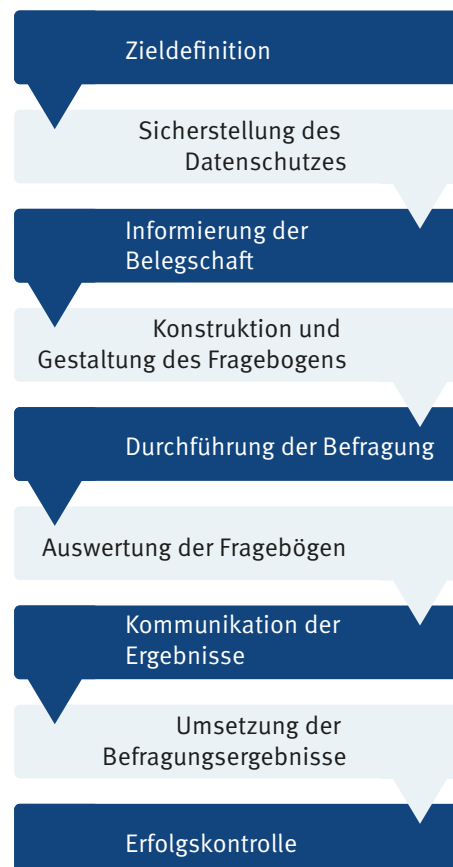 Zieldefinition
Sicherstellung des
Datenschutzes
Informierung der
Belegschaft
Konstruktion und
Gestaltung des Fragebogens
Durchführung der Befragung
Auswertung der Fragebögen
Kommunikation der
Ergebnisse
Umsetzung der
Befragungsergebnisse
Erfolgskontrolle